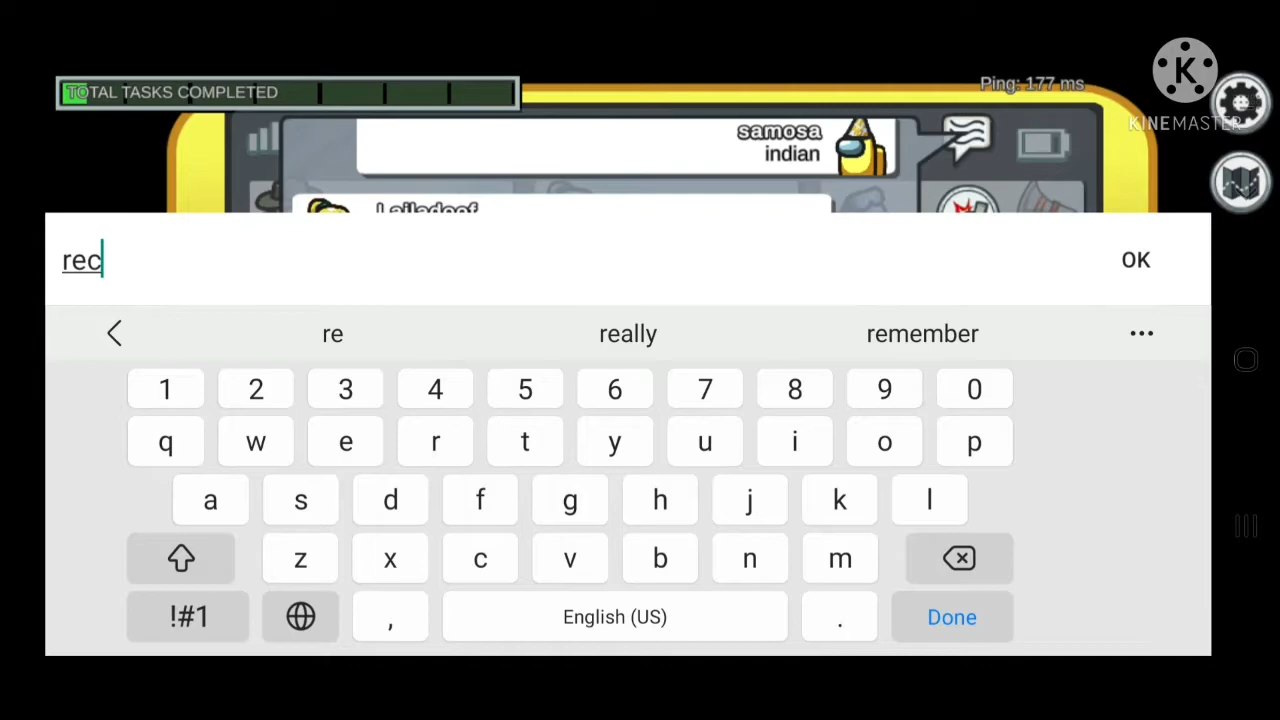 TOTAL TASKS COMPLETED
Ping: 177 ms
K
KINEMASTER
samosa
indian
rec
OK
re
really
remember
•••
1 2 3 4 5 6 7 8 9 0
q w e r t y u i o p
a s d f g h j k l
z x c v b n m
!#1 , English (US) . Done